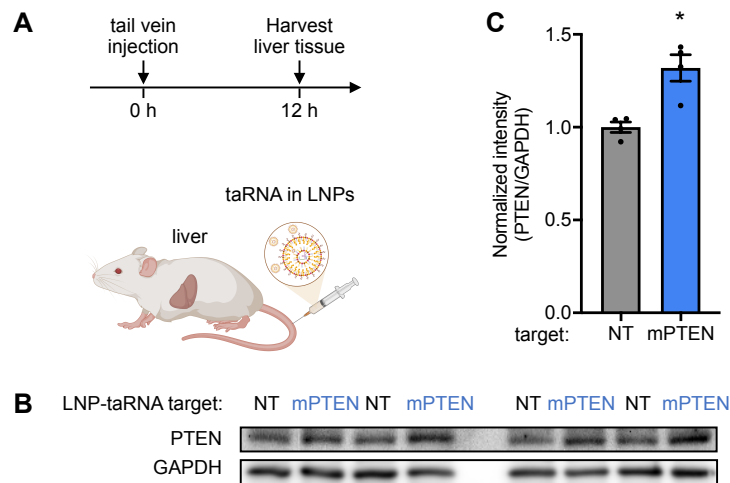 A
tail vein
injection
Harvest
liver tissue
0 h
12 h
taRNA in LNPs
liver
C
*
Normalized intensity
(PTEN/GAPDH)
1.5
1.0
0.5
0.0
target: NT mPTEN
B
LNP-taRNA target: NT mPTEN NT mPTEN NT mPTEN NT mPTEN
PTEN
GAPDH